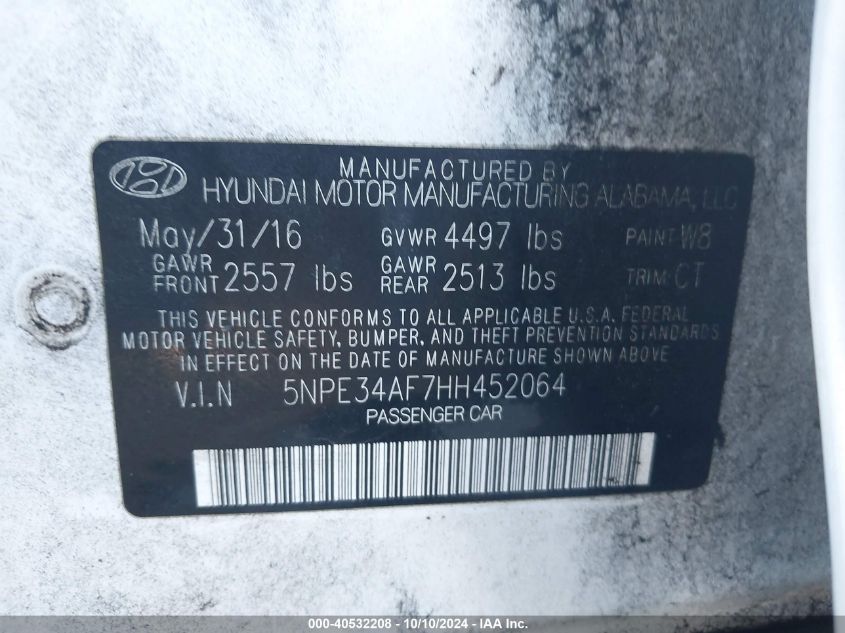 MANUFACTURED BY
HYUNDAI MOTOR MANUFACTURING ALABAMA, LLC
May/31/16 GVWR 4497 lbs PAINT: W8
GAWR FRONT 2557 lbs GAWR REAR 2513 lbs TRIM: CT
THIS VEHICLE CONFORMS TO ALL APPLICABLE U.S.A. FEDERAL
MOTOR VEHICLE SAFETY, BUMPER, AND THEFT PREVENTION STANDARDS
IN EFFECT ON THE DATE OF MANUFACTURE SHOWN ABOVE.
V.I.N 5NPE34AF7HH452064
PASSENGER CAR
000-40532208 - 10/10/2024 - IAAI.com